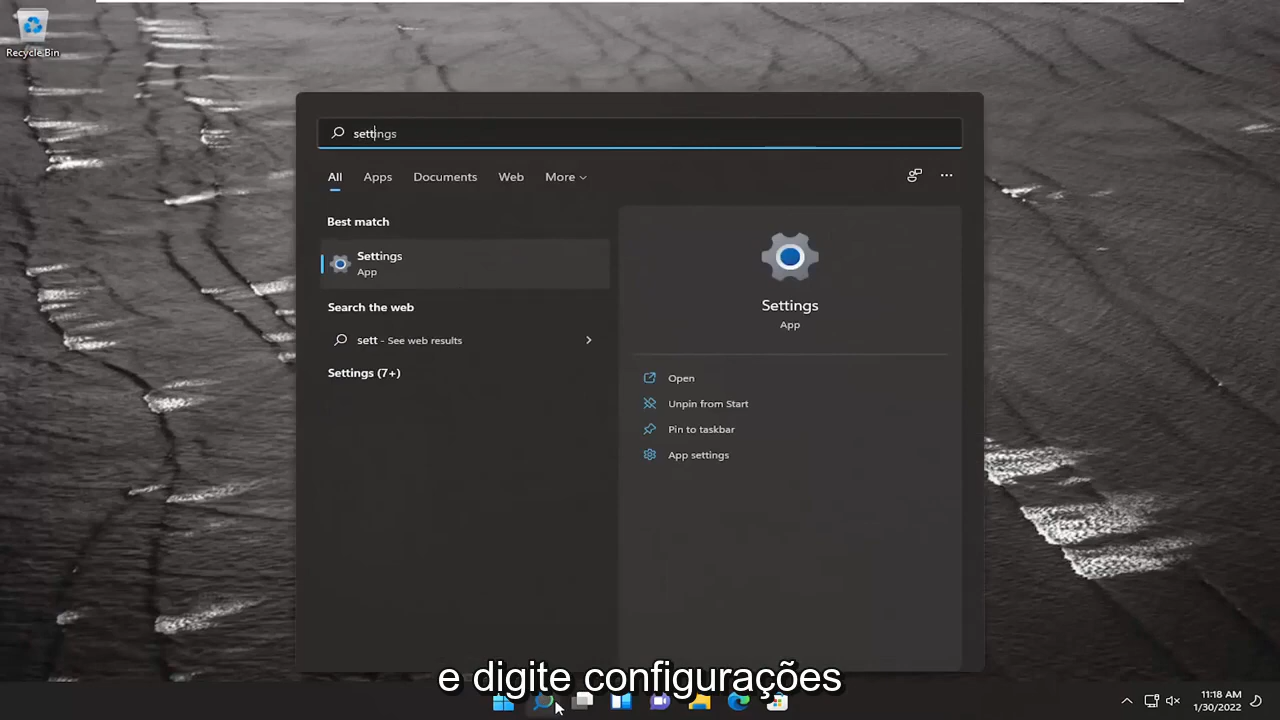 Recycle Bin
settings
All
Apps
Documents
Web
More
Best match
Settings
App
Search the web
sett - See web results
Settings (7+)
Settings
App
Open
Unpin from Start
Pin to taskbar
App settings
e digite configurações
11:18 AM
1/30/2022